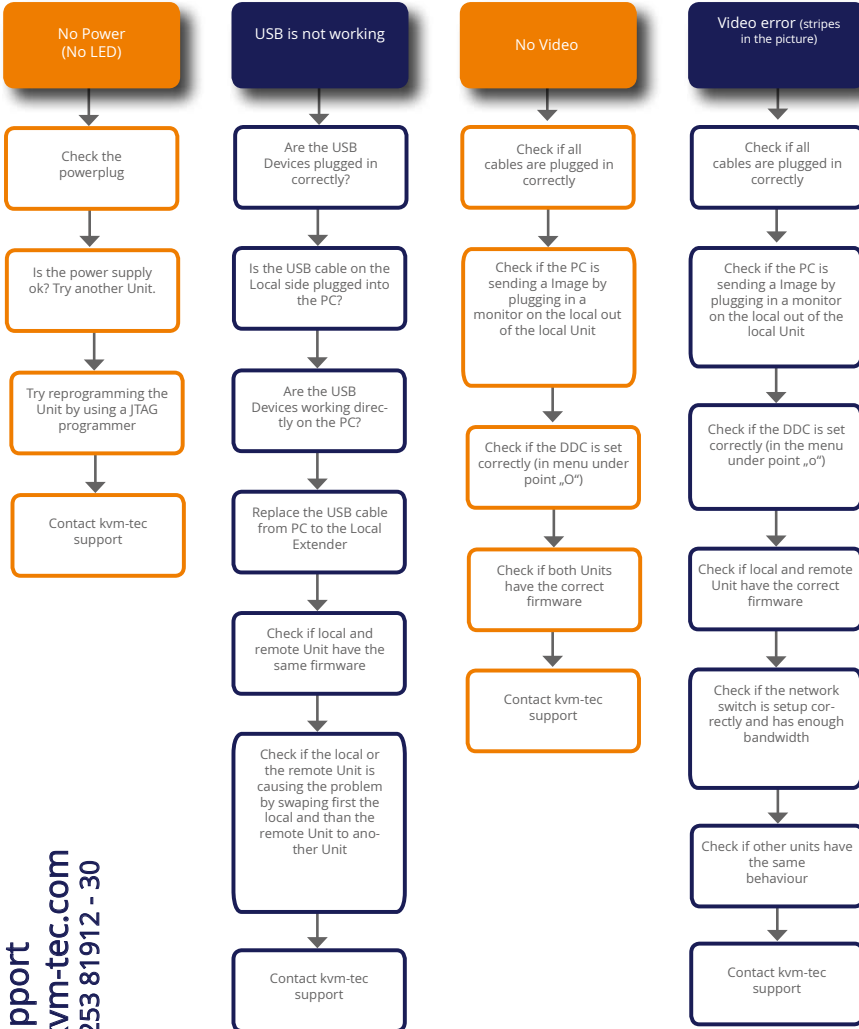 No Power
(No LED)
Check the
powerplug
Is the power supply
ok? Try another Unit.
Try reprogramming the
Unit by using a JTAG
programmer
Contact kvm-tec
support
USB is not working
Are the USB
Devices plugged in
correctly?
Is the USB cable on the
Local side plugged into
the PC?
Are the USB
Devices working direc-
tly on the PC?
Replace the USB cable
from PC to the Local
Extender
Check if local and
remote Unit have the
same firmware
Check if the local or
the remote Unit is
causing the problem
by swaping first the
local and than the
remote Unit to ano-
ther Unit
Contact kvm-tec
support
No Video
Check if all
cables are plugged in
correctly
Check if the PC is
sending a Image by
plugging in a
monitor on the local out
of the local Unit
Check if the DDC is set
correctly (in menu under
point „O“)
Check if both Units
have the correct
firmware
Contact kvm-tec
support
Video error (stripes
in the picture)
Check if all
cables are plugged in
correctly
Check if the PC is
sending a Image by
plugging in a monitor
on the local out of the
local Unit
Check if the DDC is set
correctly (in the menu
under point „o“)
Check if local and remote
Unit have the correct
firmware
Check if the network
switch is setup cor-
rectly and has enough
bandwidth
Check if other units have
the same
behaviour
Contact kvm-tec
support
pport
kvm-tec.com
253 81912 - 30